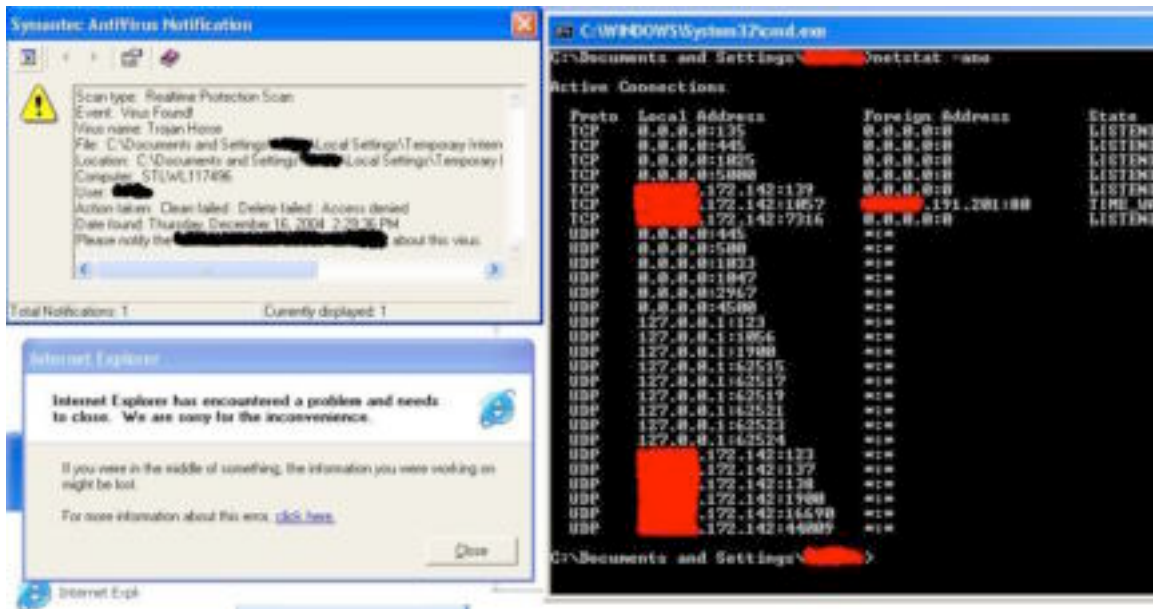 Symantec AntiVirus Notification
Scan type: Realtime Protection Scan
Event: Virus Found!
Virus name: Trojan Horse
File: C:\Documents and Settings\ \Local Settings\Temporary Intern
Location: C:\Documents and Settings\ \Local Settings\Temporary I
Computer: STLWL117496
User:
Action taken: Clean failed : Delete failed : Access denied
Date found: Thursday, December 16, 2004 2:29:36 PM
Please notify the about this virus.
Total Notifications: 1 Currently displayed: 1
Internet Explorer
Internet Explorer has encountered a problem and needs
to close. We are sorry for the inconvenience.
If you were in the middle of something, the information you were working on
might be lost.
For more information about this error, click here.
Close
Internet Expl
C:\WINDOWS\System32\cmd.exe
C:\Documents and Settings\ >netstat -ano
Active Connections
Proto Local Address Foreign Address State
TCP 0.0.0.0:135 0.0.0.0:0 LISTENI
TCP 0.0.0.0:445 0.0.0.0:0 LISTENI
TCP 0.0.0.0:1025 0.0.0.0:0 LISTENI
TCP 0.0.0.0:5000 0.0.0.0:0 LISTENI
TCP .172.142:139 0.0.0.0:0 LISTENI
TCP .172.142:1057 .191.201:80 TIME_WA
TCP .172.142:7316 0.0.0.0:0 LISTENI
UDP 0.0.0.0:445 *:*
UDP 0.0.0.0:500 *:*
UDP 0.0.0.0:1033 *:*
UDP 0.0.0.0:1047 *:*
UDP 0.0.0.0:2967 *:*
UDP 0.0.0.0:4500 *:*
UDP 127.0.0.1:123 *:*
UDP 127.0.0.1:1056 *:*
UDP 127.0.0.1:1900 *:*
UDP 127.0.0.1:62515 *:*
UDP 127.0.0.1:62517 *:*
UDP 127.0.0.1:62519 *:*
UDP 127.0.0.1:62521 *:*
UDP 127.0.0.1:62523 *:*
UDP 127.0.0.1:62524 *:*
UDP .172.142:123 *:*
UDP .172.142:137 *:*
UDP .172.142:138 *:*
UDP .172.142:1900 *:*
UDP .172.142:16690 *:*
UDP .172.142:44009 *:*
C:\Documents and Settings\ >